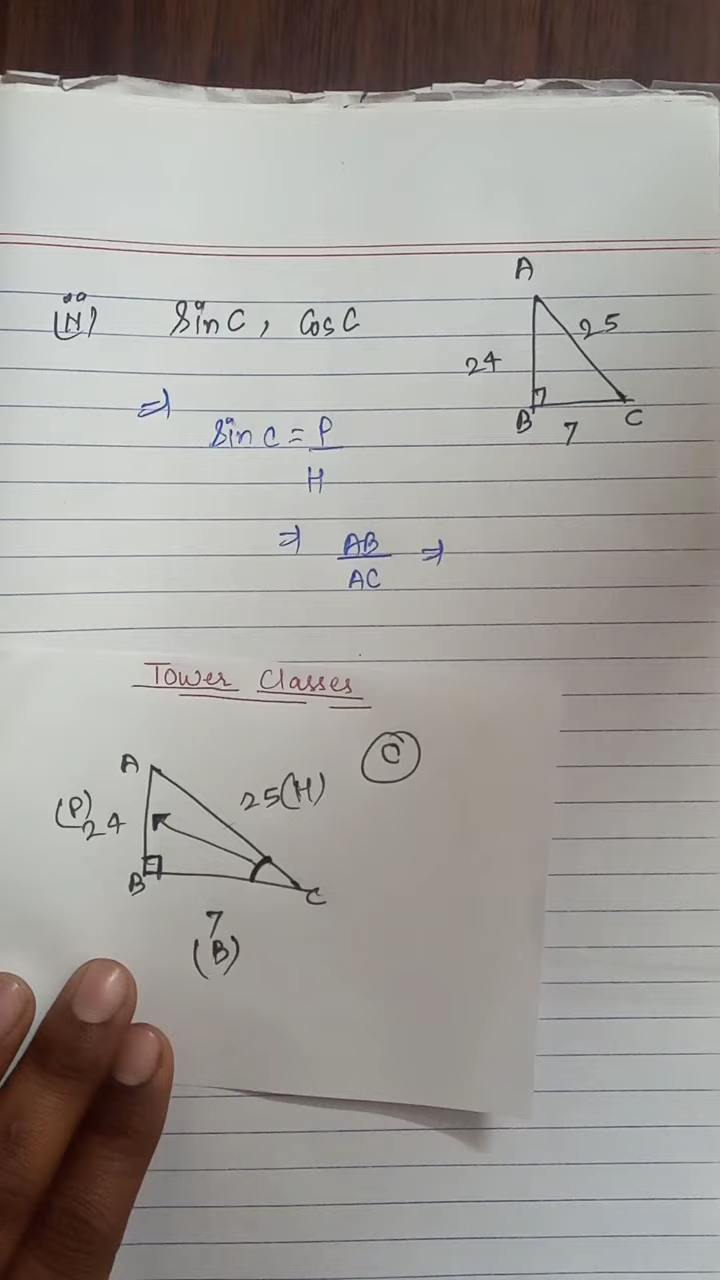 (ii) Sin C, Cos C
A
25
24
B
7
C
⇒ Sin C = P/H
⇒ AB/AC ⇒
Tower Classes
C
A
25(H)
(P)
24
B
C
7
(B)